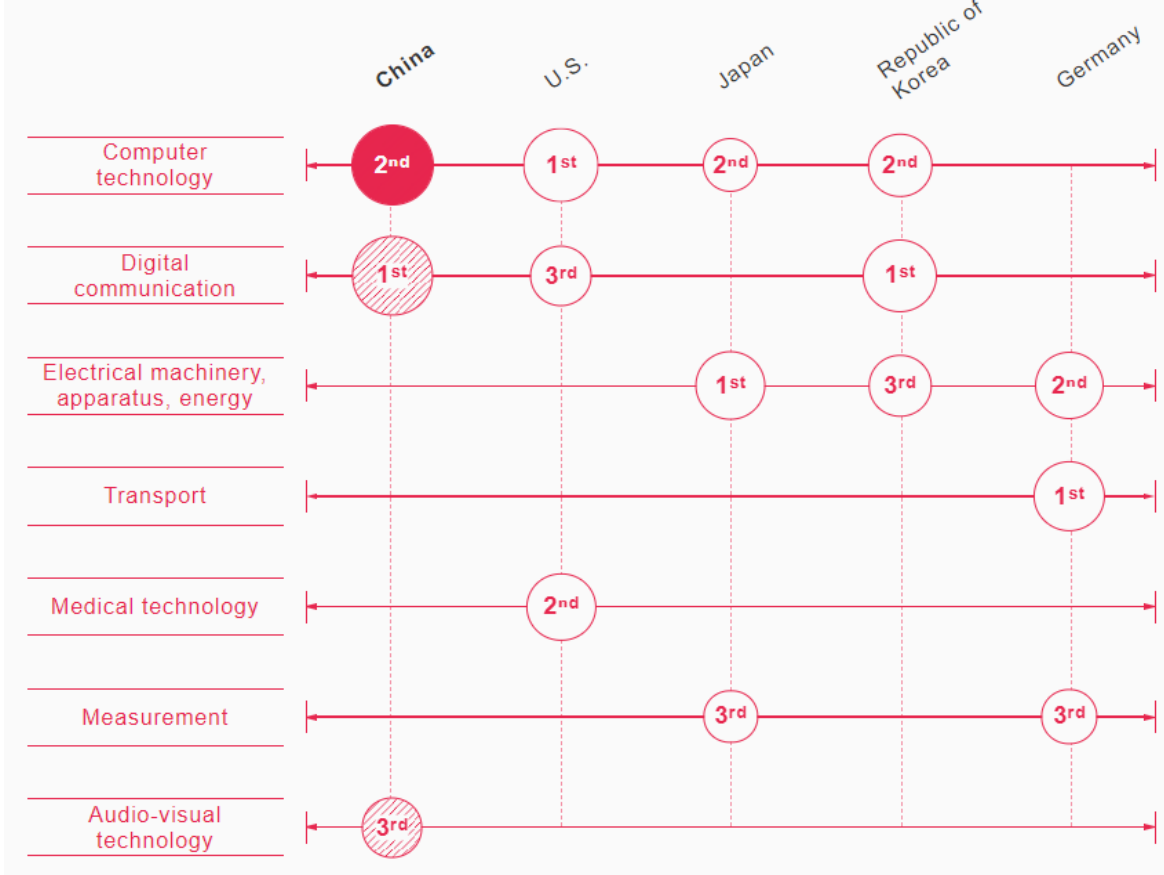 China
U.S.
Japan
Republic of
Korea
Germany
Computer
technology
2nd
1st
2nd
2nd
Digital
communication
1st
3rd
1st
Electrical machinery,
apparatus, energy
1st
3rd
2nd
Transport
1st
Medical technology
2nd
Measurement
3rd
3rd
Audio-visual
technology
3rd